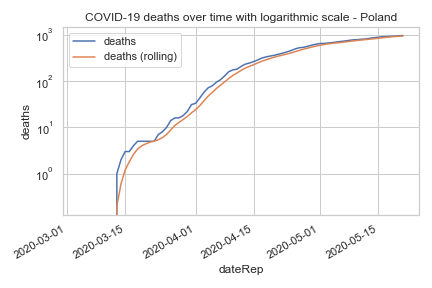 COVID-19 deaths over time with logarithmic scale - Poland
deaths
deaths (rolling)
10³
10²
10¹
10⁰
deaths
2020-03-01
2020-03-15
2020-04-01
2020-04-15
2020-05-01
2020-05-15
dateRep